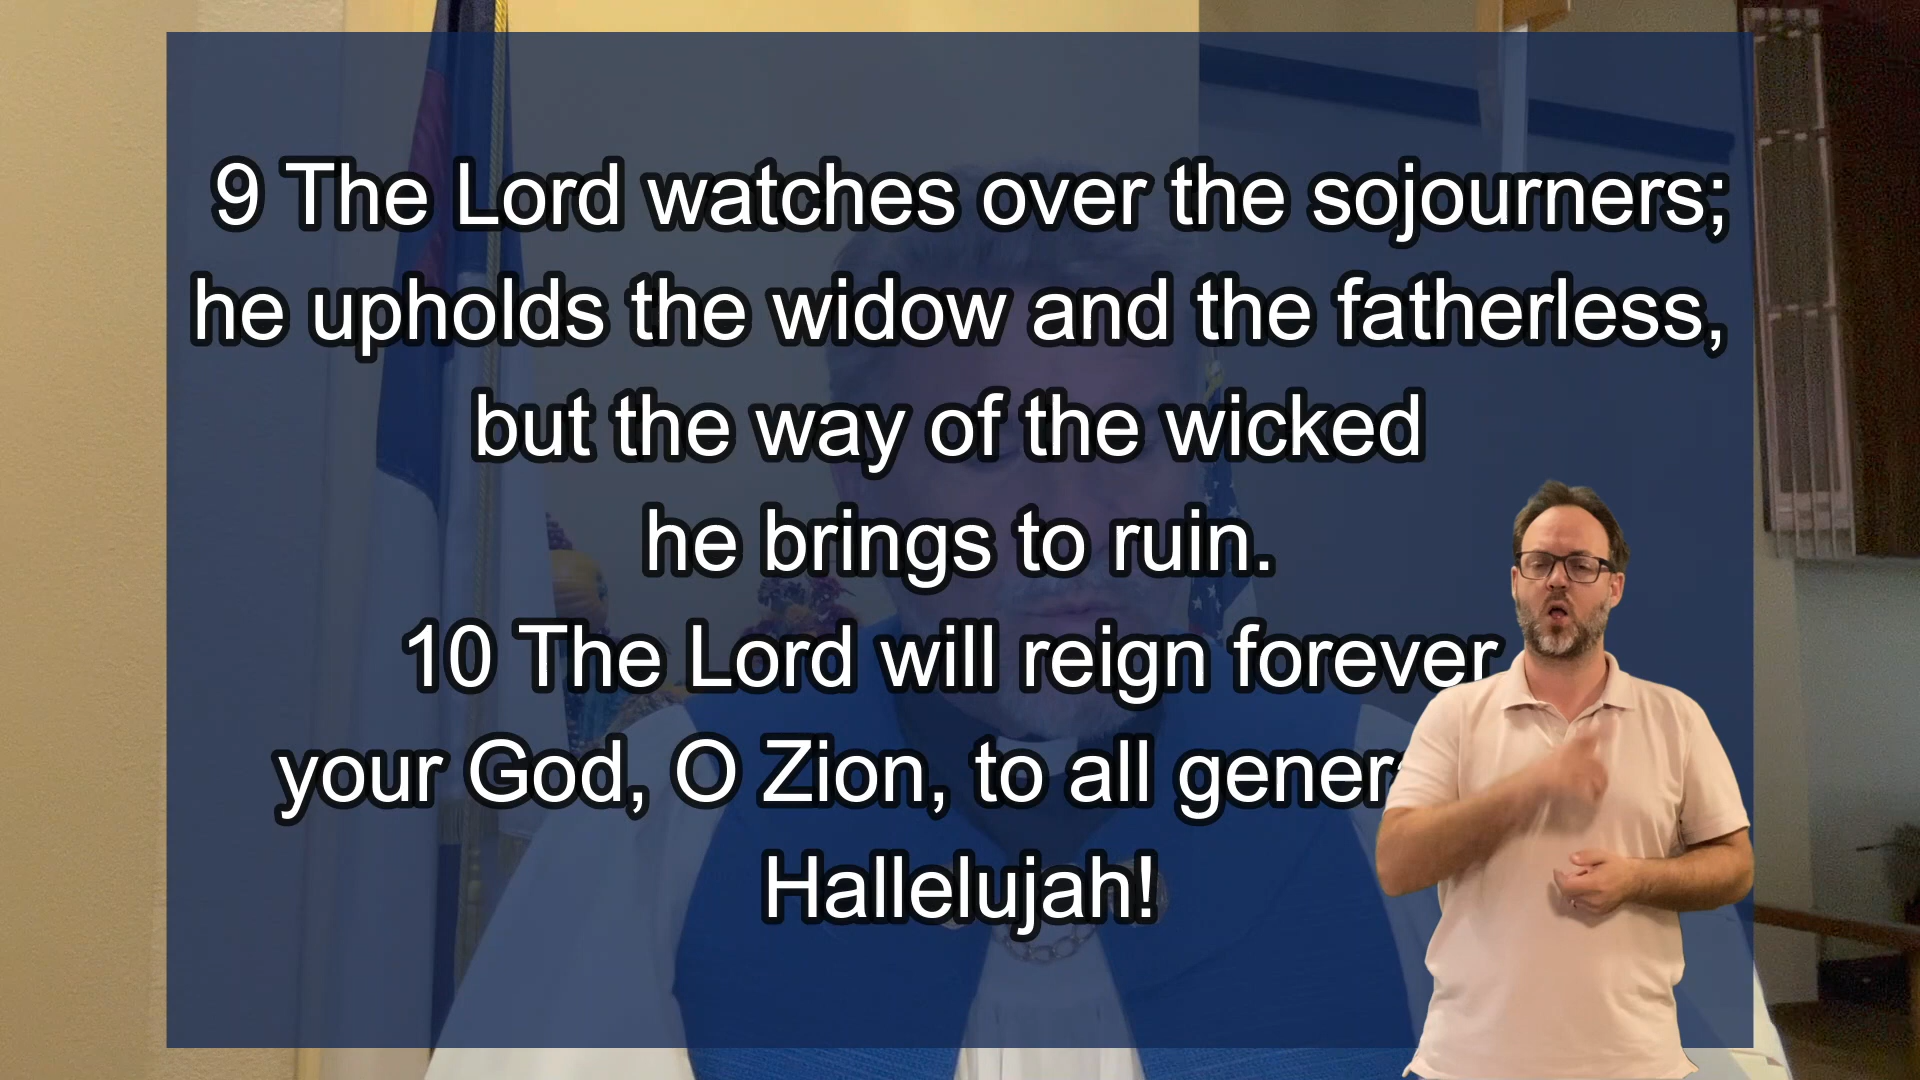 9 The Lord watches over the sojourners;
he upholds the widow and the fatherless,
but the way of the wicked
he brings to ruin.
10 The Lord will reign forever
your God, O Zion, to all
Hallelujah!